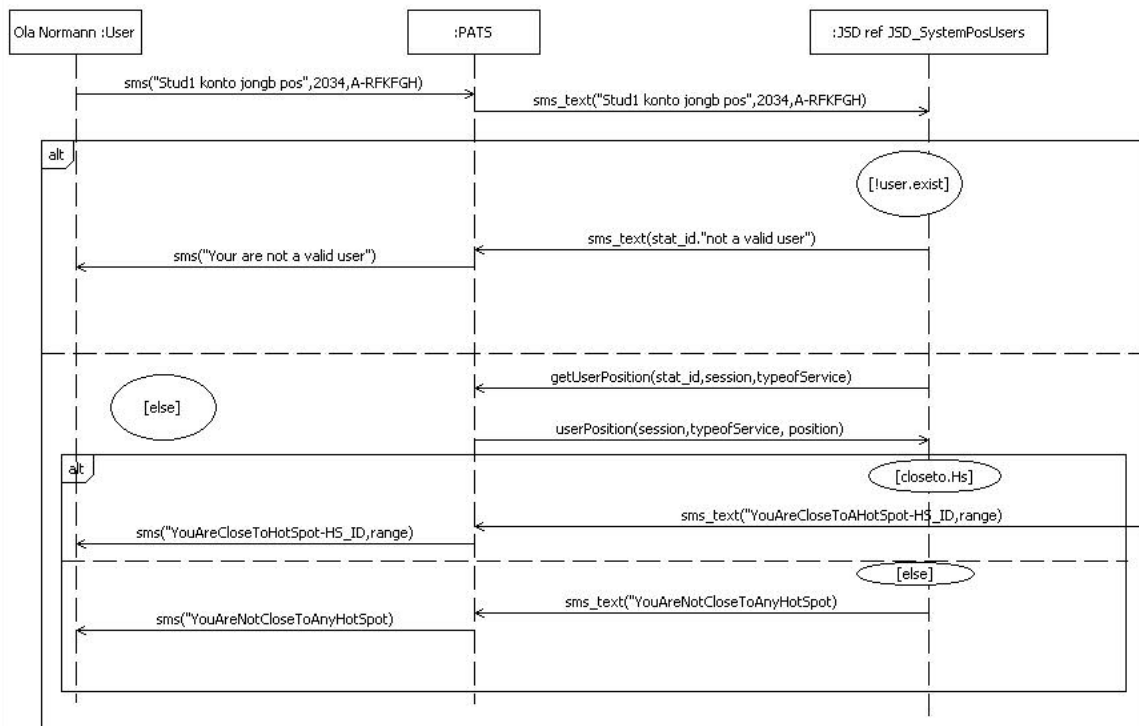 Ola Normann :User
:PATS
:JSD ref JSD_SystemPosUsers
sms("Stud1 konto jongb pos",2034,A-RFKFGH)
sms_text("Stud1 konto jongb pos",2034,A-RFKFGH)
alt
[!user.exist]
sms_text(stat_id."not a valid user")
sms("Your are not a valid user")
getUserPosition(stat_id,session,typeofService)
[else]
userPosition(session,typeofService, position)
alt
[closeto.Hs]
sms_text("YouAreCloseToAHotSpot-HS_ID,range)
sms("YouAreCloseToHotSpot-HS_ID,range)
[else]
sms_text("YouAreNotCloseToAnyHotSpot)
sms("YouAreNotCloseToAnyHotSpot)